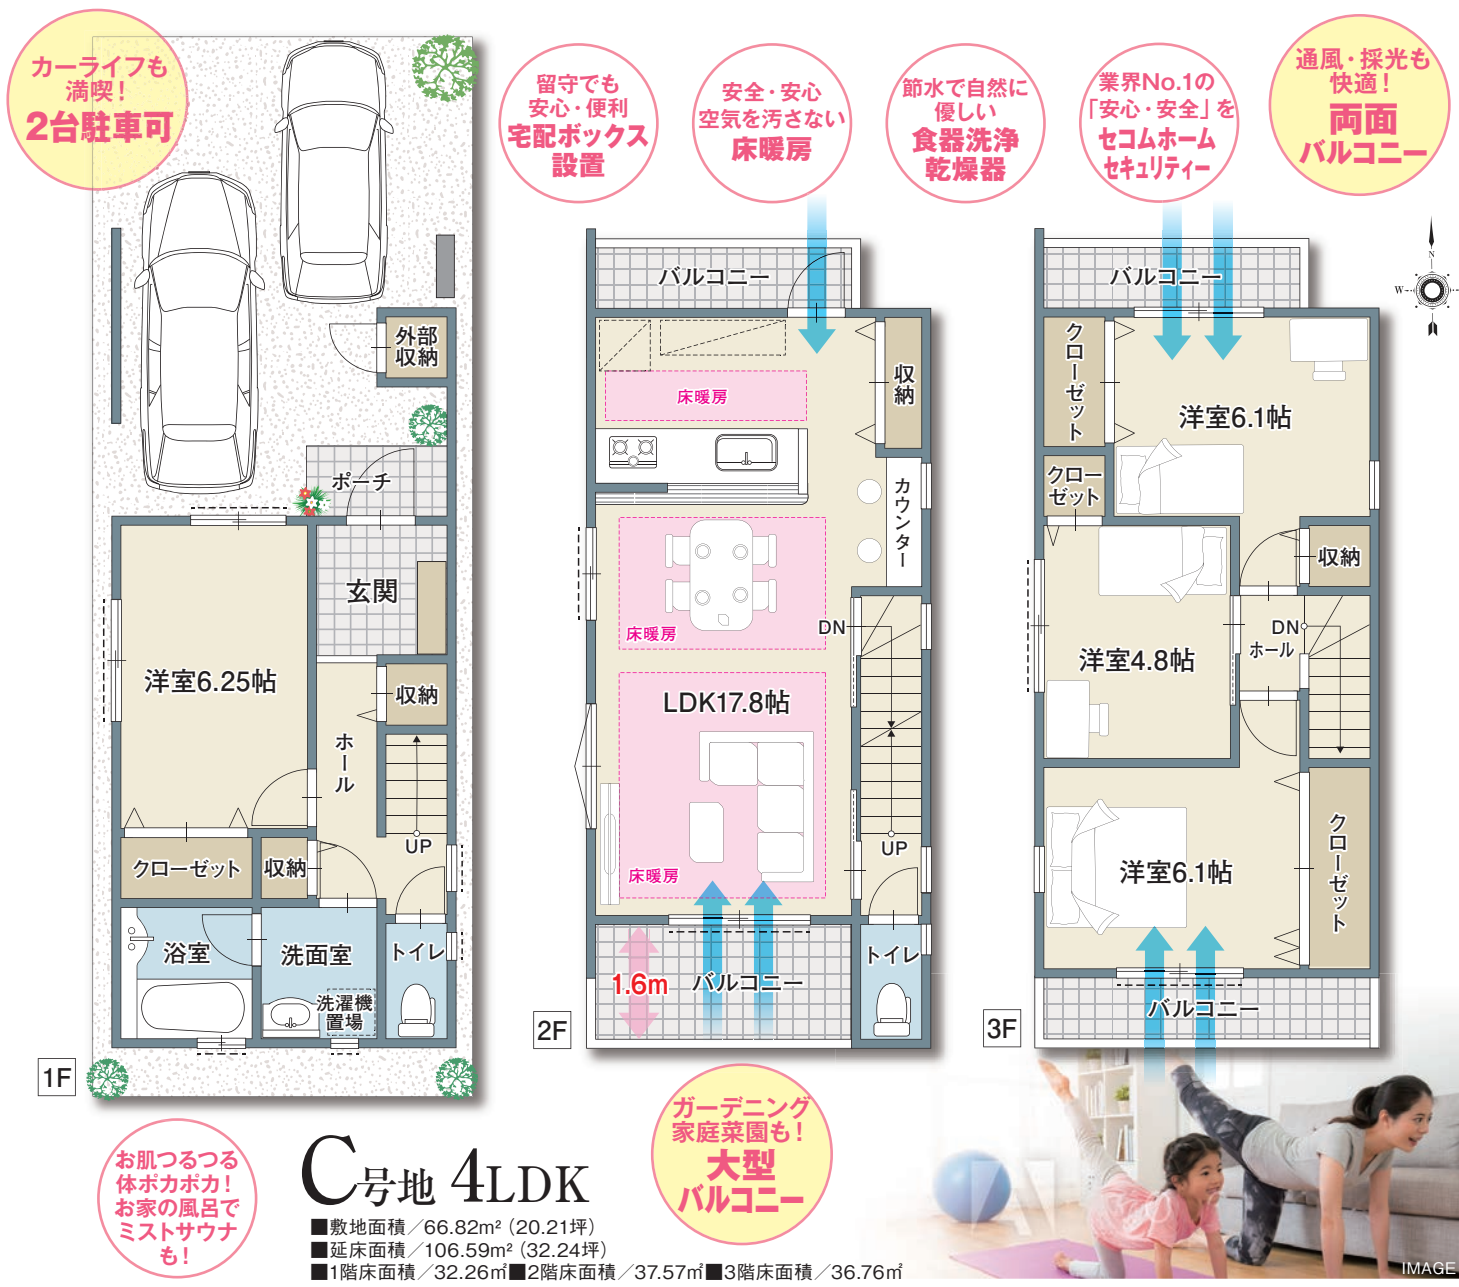 カーライフも
満喫！
2台駐車可
留守でも
安心・便利
宅配ボックス
設置
安全・安心
空気を汚さない
床暖房
節水で自然に
優しい
食器洗浄
乾燥器
業界No.1の
「安心・安全」を
セコムホーム
セキュリティー
通風・採光も
快適！
両面
バルコニー
外部
収納
ポーチ
玄関
洋室6.25帖
収納
ホール
UP
クローゼット
収納
浴室
洗面室
トイレ
洗濯機
置場
1F
バルコニー
床暖房
収納
カウンター
床暖房
DN
LDK17.8帖
床暖房
UP
1.6m
バルコニー
トイレ
2F
N
W
バルコニー
クローゼット
洋室6.1帖
クロー
ゼット
収納
洋室4.8帖
DN
ホール
洋室6.1帖
クローゼット
バルコニー
3F
お肌つるつる
体ポカポカ！
お家の風呂で
ミストサウナ
も！
C号地 4LDK
■敷地面積／66.82m²（20.21坪）
■延床面積／106.59m²（32.24坪）
■1階床面積／32.26㎡■2階床面積／37.57㎡■3階床面積／36.76㎡
ガーデニング
家庭菜園も！
大型
バルコニー
IMAGE